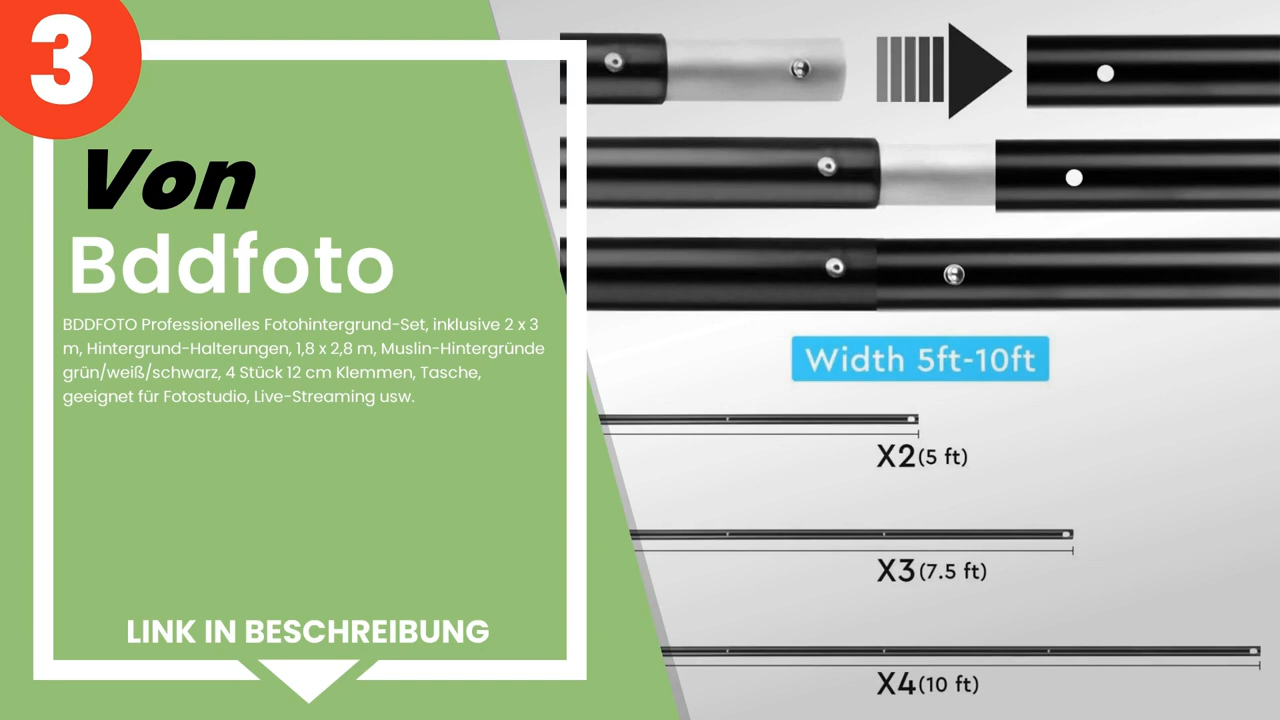 3
Von
Bddfoto
BDDFOTO Professionelles Fotohintergrund-Set, inklusive 2 x 3
m, Hintergrund-Halterungen, 1,8 x 2,8 m, Muslin-Hintergründe
grün/weiß/schwarz, 4 Stück 12 cm Klemmen, Tasche,
geeignet für Fotostudio, Live-Streaming usw.
LINK IN BESCHREIBUNG
Width 5ft-10ft
X2(5 ft)
X3(7.5 ft)
X4(10 ft)